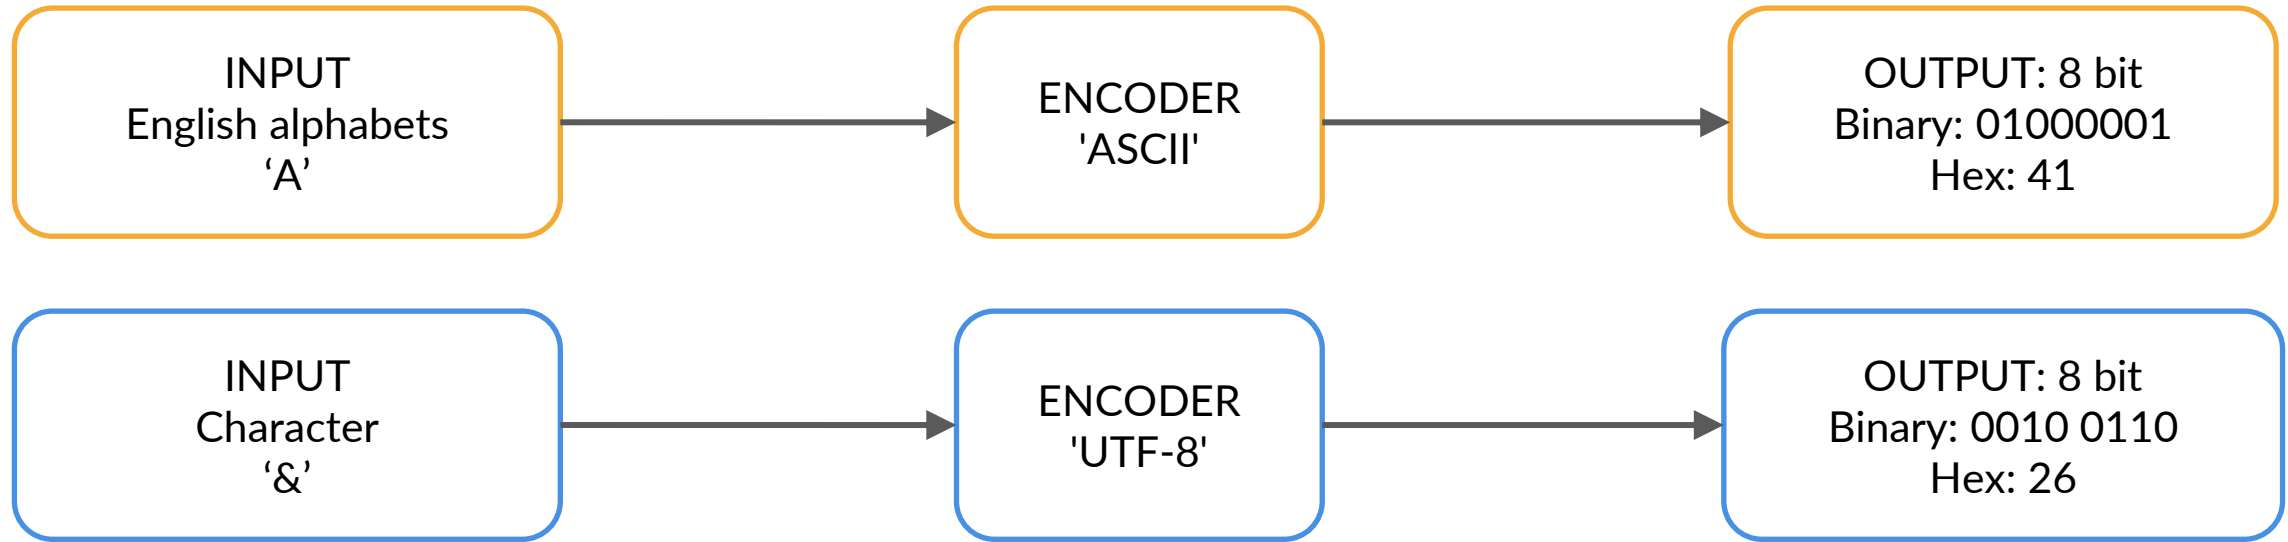 INPUT
English alphabets
‘A’
ENCODER
'ASCII'
OUTPUT: 8 bit
Binary: 01000001
Hex: 41
INPUT
Character
‘&’
ENCODER
'UTF-8'
OUTPUT: 8 bit
Binary: 0010 0110
Hex: 26